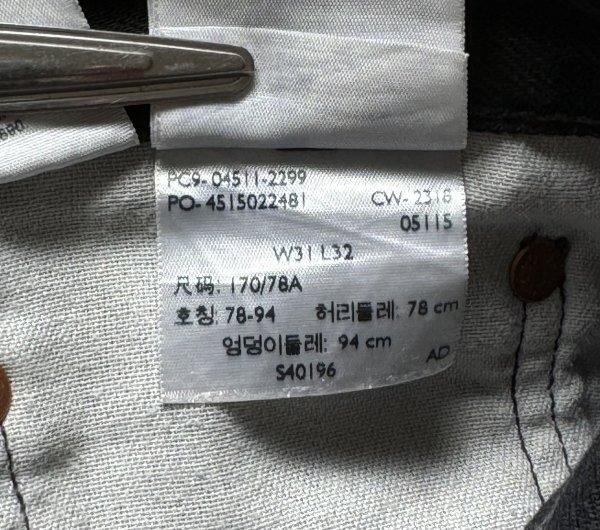 PC9- 04511-2299
PO- 4515022481 CW- 2316
05115
W31 L32
尺码: 170/78A
호칭: 78-94 허리둘레: 78 cm
엉덩이둘레: 94 cm
AD
S40196